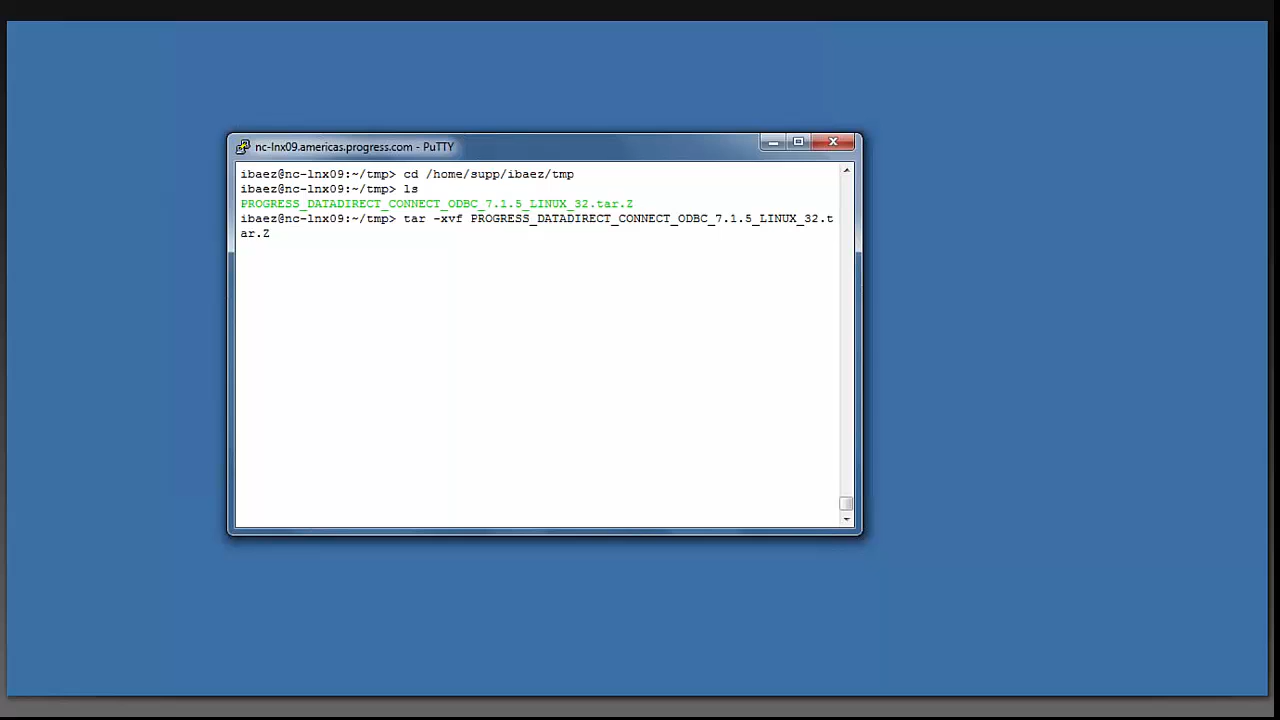 nc-lnx09.americas.progress.com - PuTTY
ibaez@nc-lnx09:~/tmp> cd /home/supp/ibaez/tmp
ibaez@nc-lnx09:~/tmp> ls
PROGRESS_DATADIRECT_CONNECT_ODBC_7.1.5_LINUX_32.tar.Z
ibaez@nc-lnx09:~/tmp> tar -xvf PROGRESS_DATADIRECT_CONNECT_ODBC_7.1.5_LINUX_32.t
ar.Z